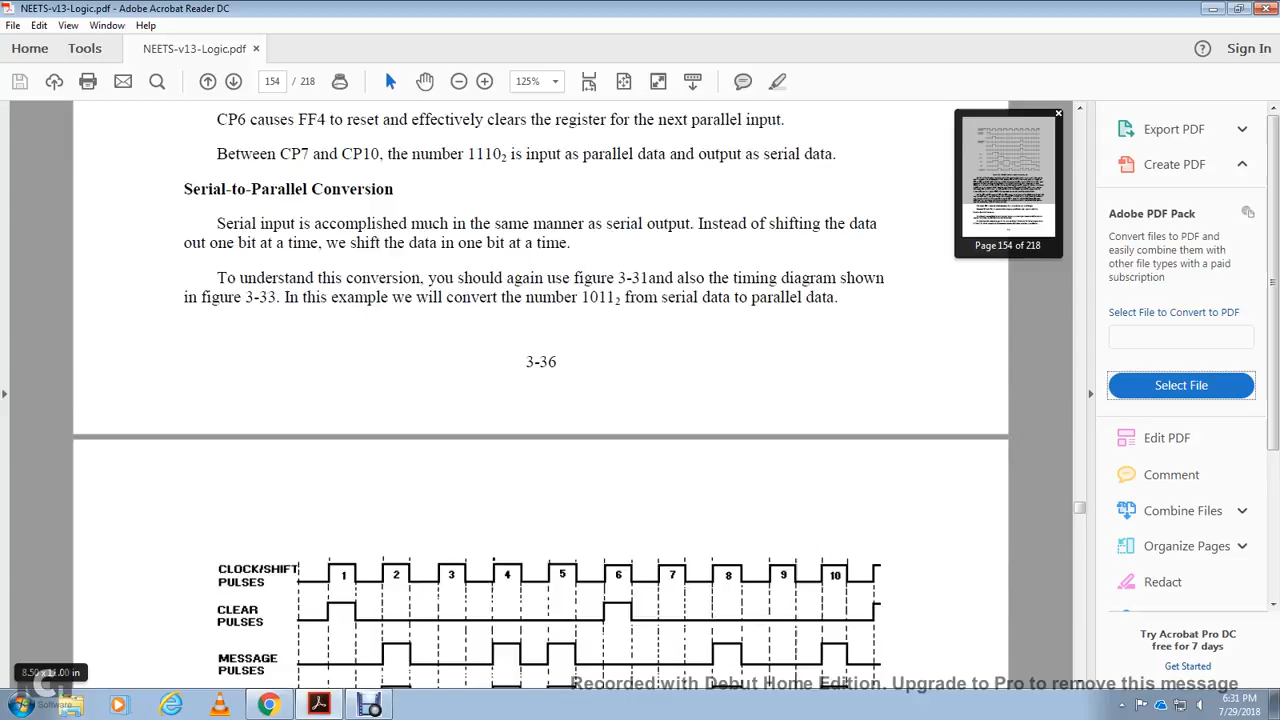 NEETS-v13-Logic.pdf - Adobe Acrobat Reader DC
File Edit View Window Help
Home Tools NEETS-v13-Logic.pdf × Sign In
154 / 218 125%
CP6 causes FF4 to reset and effectively clears the register for the next parallel input.
Between CP7 and CP10, the number 1110₂ is input as parallel data and output as serial data.
Serial-to-Parallel Conversion
Serial input is accomplished much in the same manner as serial output. Instead of shifting the data
out one bit at a time, we shift the data in one bit at a time.
To understand this conversion, you should again use figure 3-31and also the timing diagram shown
in figure 3-33. In this example we will convert the number 1011₂ from serial data to parallel data.
3-36
CLOCK/SHIFT
PULSES
1 2 3 4 5 6 7 8 9 10
CLEAR
PULSES
MESSAGE
PULSES
Page 154 of 218
Export PDF
Create PDF
Adobe PDF Pack
Convert files to PDF and
easily combine them with
other file types with a paid
subscription
Select File to Convert to PDF
Select File
Edit PDF
Comment
Combine Files
Organize Pages
Redact
Try Acrobat Pro DC
free for 7 days
Get Started
8.50 x 11.00 in
Software
Recorded with Debut Home Edition. Upgrade to Pro to remove this message
6:31 PM
7/29/2018